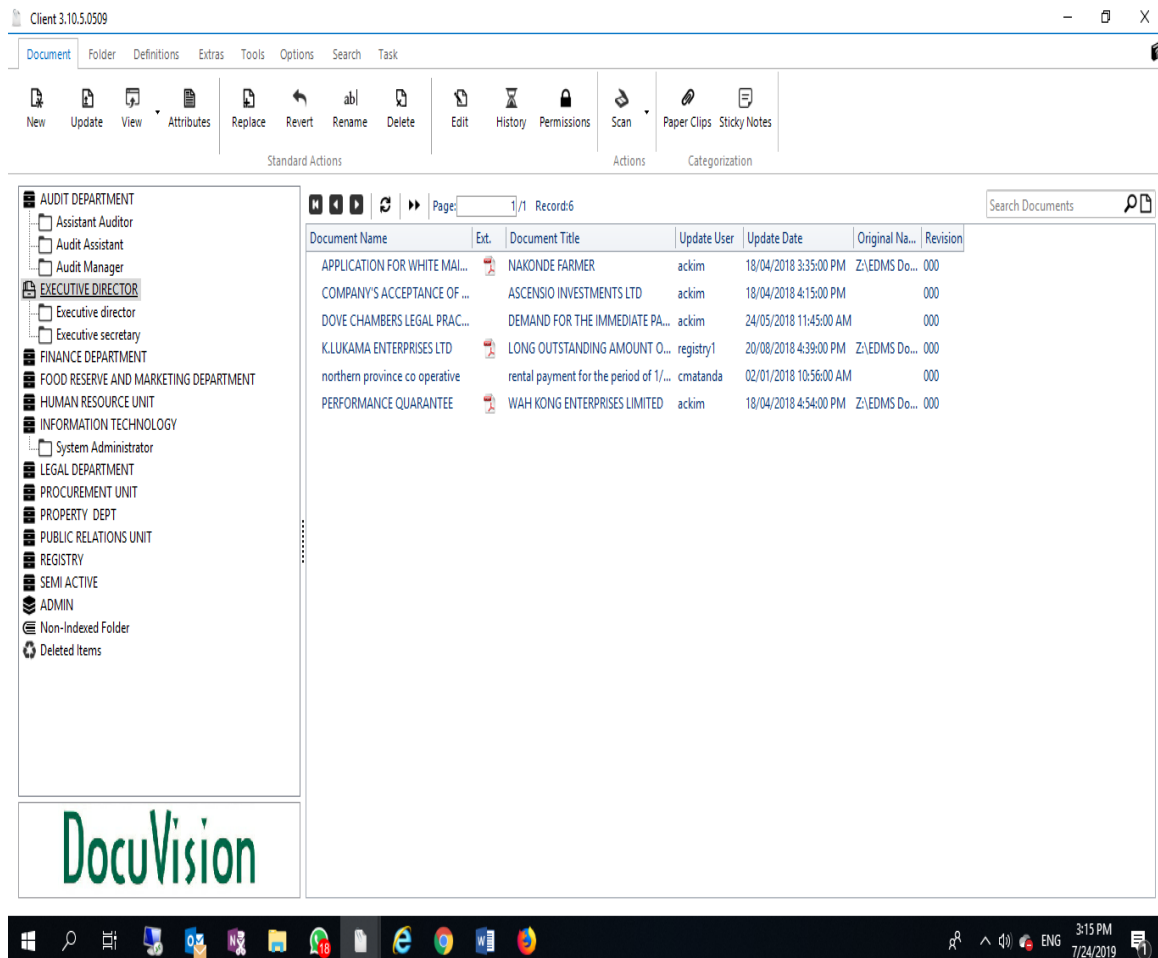 Client 3.10.5.0509
Document Folder Definitions Extras Tools Options Search Task
New Update View Attributes Replace Revert ab| Rename Delete Edit History Permissions Scan Paper Clips Sticky Notes
Standard Actions Actions Categorization
AUDIT DEPARTMENT
Assistant Auditor
Audit Assistant
Audit Manager
EXECUTIVE DIRECTOR
Executive director
Executive secretary
FINANCE DEPARTMENT
FOOD RESERVE AND MARKETING DEPARTMENT
HUMAN RESOURCE UNIT
INFORMATION TECHNOLOGY
System Administrator
LEGAL DEPARTMENT
PROCUREMENT UNIT
PROPERTY DEPT
PUBLIC RELATIONS UNIT
REGISTRY
SEMI ACTIVE
ADMIN
Non-Indexed Folder
Deleted Items
DocuVision
Page: 1 /1 Record:6 Search Documents
Document Name Ext. Document Title Update User Update Date Original Na... Revision
APPLICATION FOR WHITE MAI... NAKONDE FARMER ackim 18/04/2018 3:35:00 PM Z:\EDMS Do... 000
COMPANY'S ACCEPTANCE OF ... ASCENSIO INVESTMENTS LTD ackim 18/04/2018 4:15:00 PM 000
DOVE CHAMBERS LEGAL PRAC... DEMAND FOR THE IMMEDIATE PA... ackim 24/05/2018 11:45:00 AM 000
K.LUKAMA ENTERPRISES LTD LONG OUTSTANDING AMOUNT O... registry1 20/08/2018 4:39:00 PM Z:\EDMS Do... 000
northern province co operative rental payment for the period of 1/... cmatanda 02/01/2018 10:56:00 AM 000
PERFORMANCE QUARANTEE WAH KONG ENTERPRISES LIMITED ackim 18/04/2018 4:54:00 PM Z:\EDMS Do... 000
18 ENG 3:15 PM
7/24/2019 1